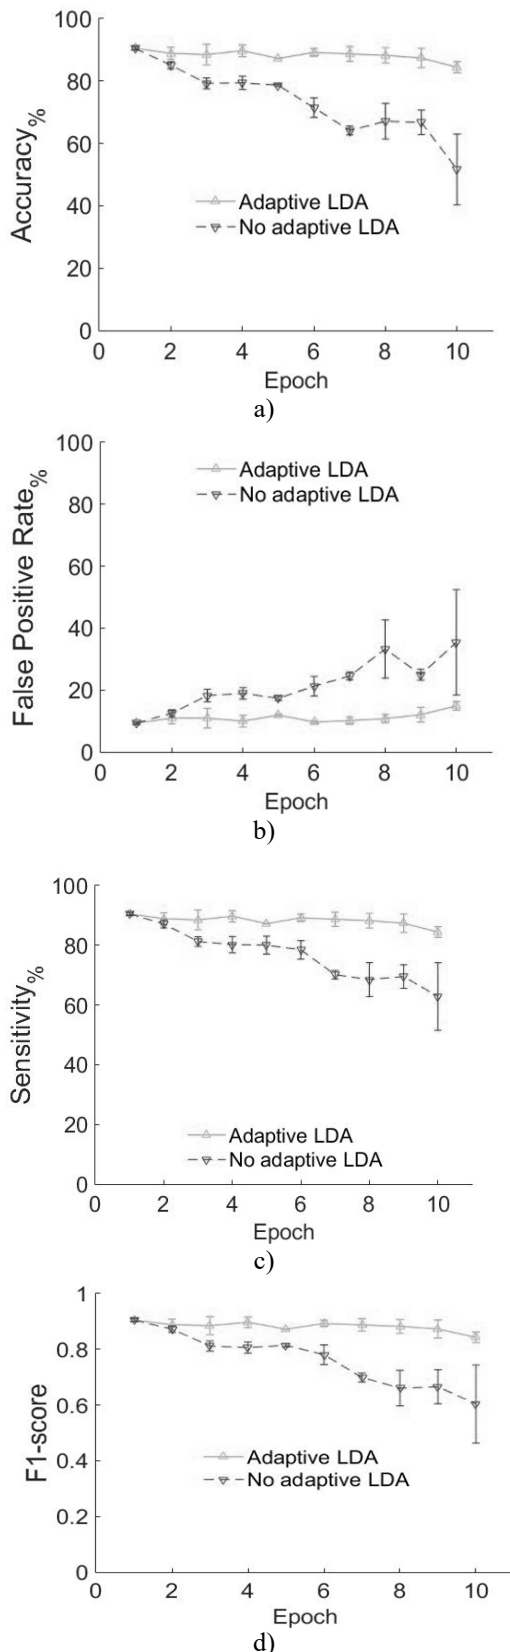 100
80
60
40
20
0
Accuracy%
Adaptive LDA
No adaptive LDA
0 2 4 6 8 10
Epoch
a)
100
80
60
40
20
0
False Positive Rate%
Adaptive LDA
No adaptive LDA
0 2 4 6 8 10
Epoch
b)
100
80
60
40
20
0
Sensitivity%
Adaptive LDA
No adaptive LDA
0 2 4 6 8 10
Epoch
c)
1
0.8
0.6
0.4
0.2
0
F1-score
Adaptive LDA
No adaptive LDA
0 2 4 6 8 10
Epoch
d)